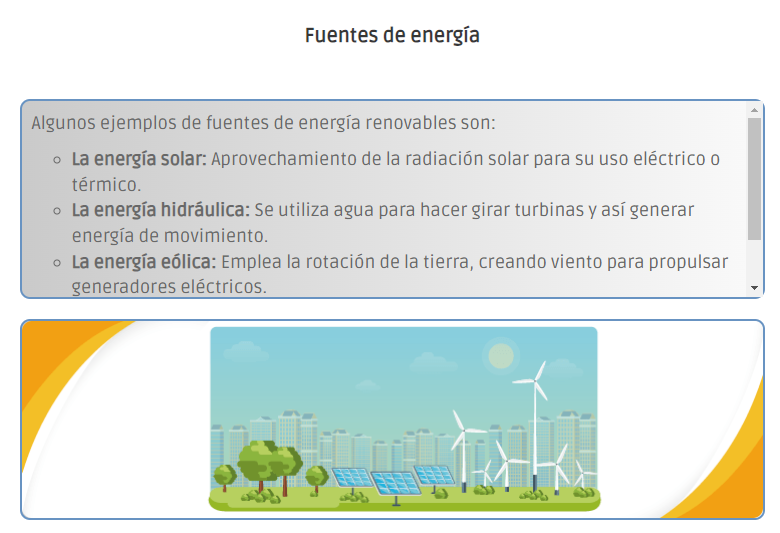 Fuentes de energía
Algunos ejemplos de fuentes de energía renovables son:
La energía solar: Aprovechamiento de la radiación solar para su uso eléctrico o
térmico.
La energía hidráulica: Se utiliza agua para hacer girar turbinas y así generar
energía de movimiento.
La energía eólica: Emplea la rotación de la tierra, creando viento para propulsar
generadores eléctricos.